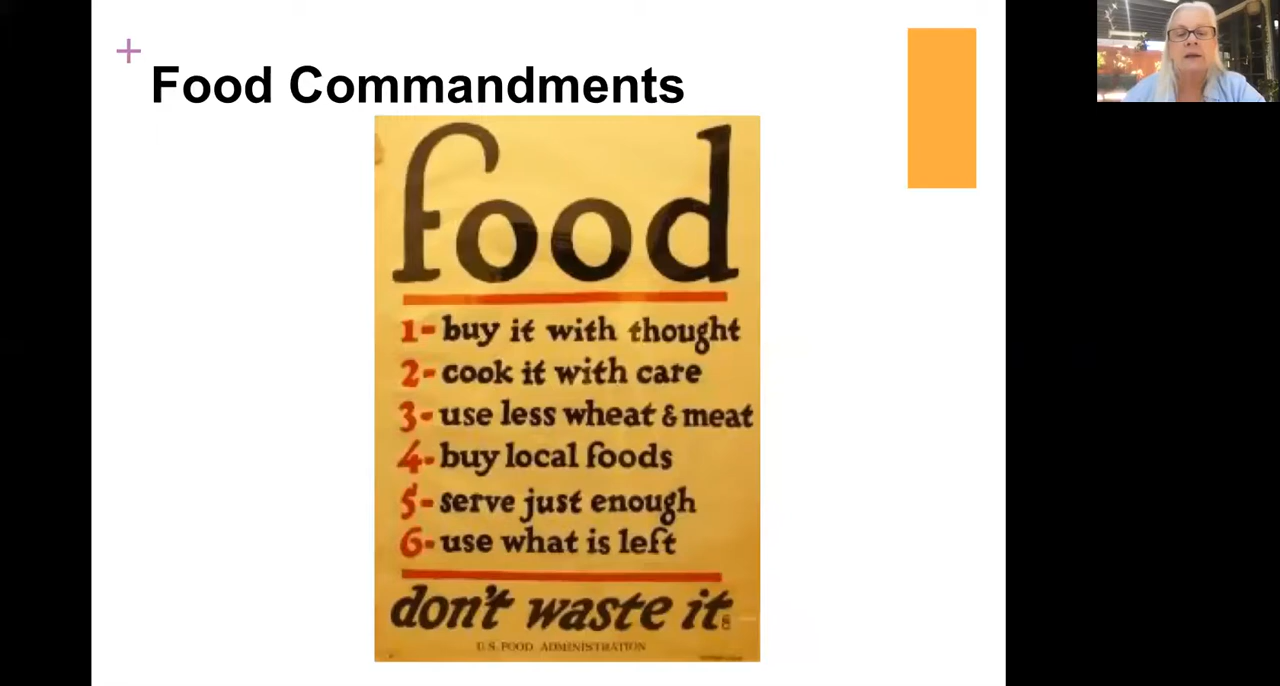 +
Food Commandments
food
1- buy it with thought
2- cook it with care
3- use less wheat & meat
4- buy local foods
5- serve just enough
6- use what is left
don't waste it
U.S. FOOD ADMINISTRATION